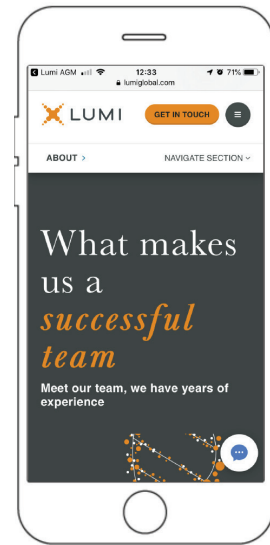 Lumi AGM 12:33 71%
lumiglobal.com
LUMI GET IN TOUCH
ABOUT > NAVIGATE SECTION
What makes
us a
successful
team
Meet our team, we have years of
experience